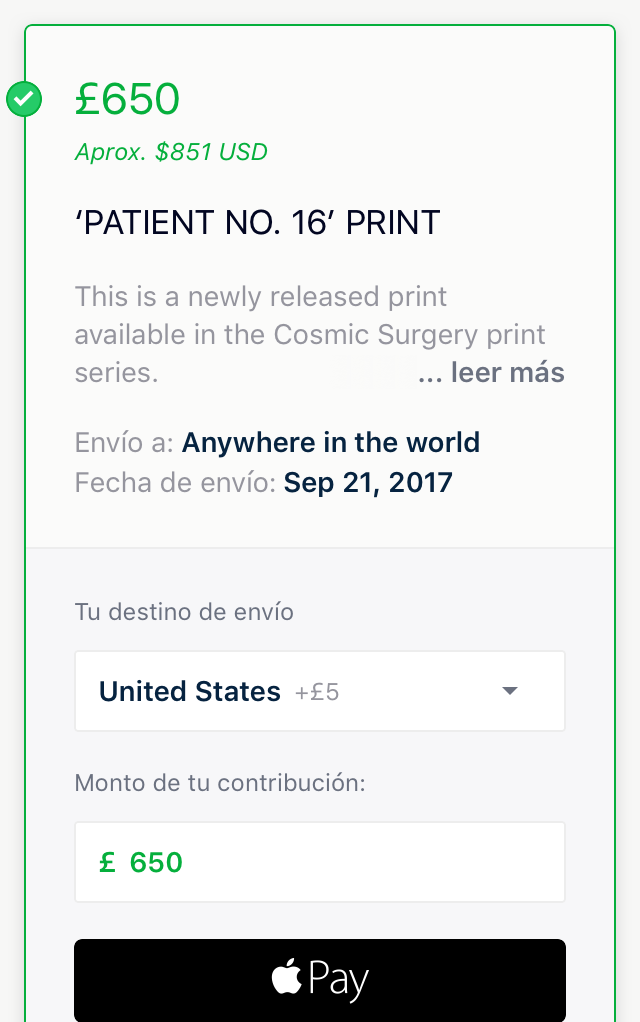 £650
Aprox. $851 USD
‘PATIENT NO. 16’ PRINT
This is a newly released print
available in the Cosmic Surgery print
series. ... leer más
Envío a: Anywhere in the world
Fecha de envío: Sep 21, 2017
Tu destino de envío
United States +£5
Monto de tu contribución:
£ 650
Pay